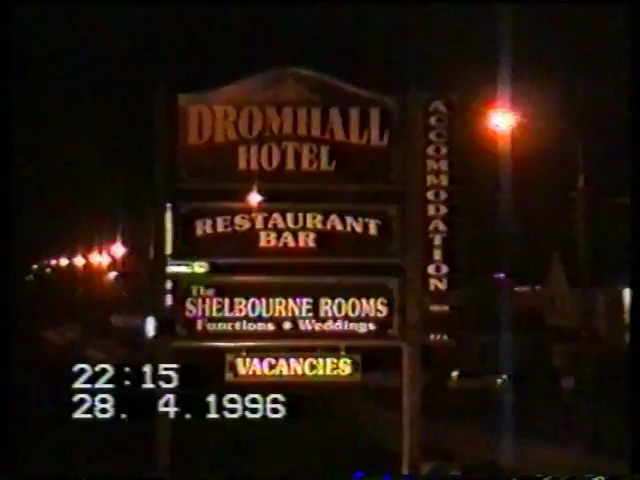 DROMHALL
HOTEL
RESTAURANT
BAR
The
SHELBOURNE ROOMS
Functions • Weddings
VACANCIES
ACCOMMODATION
22:15
28. 4.1996